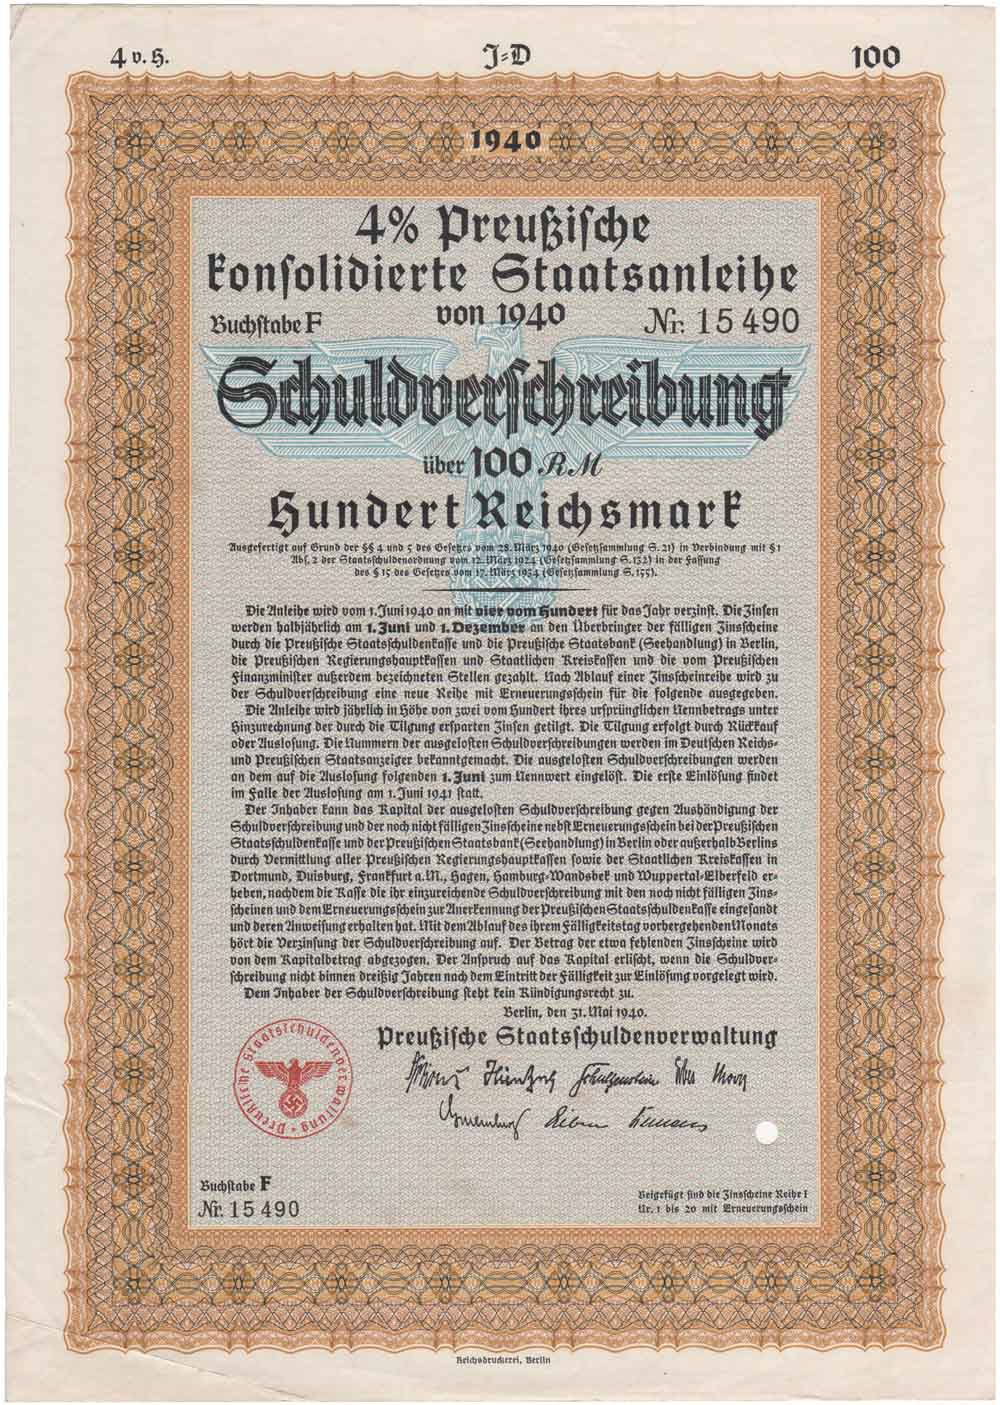 4 v. H.
J=D
100
1940
4% Preußische
konsolidierte Staatsanleihe
von 1940
Buchstabe F
Nr. 15 490
Schuldverschreibung
über 100 RM
Hundert Reichsmark
Ausgefertigt auf Grund der §§ 4 und 5 des Gesetzes vom 28. März 1940 (Gesetzsammlung S. 21) in Verbindung mit § 1
Abs. 2 der Staatsschuldenordnung vom 12. März 1924 (Gesetzsammlung S. 132) in der Fassung
des § 15 des Gesetzes vom 17. März 1934 (Gesetzsammlung S. 155).
Die Anleihe wird vom 1. Juni 1940 an mit vier vom Hundert für das Jahr verzinst. Die Zinsen
werden halbjährlich am 1. Juni und 1. Dezember an den Überbringer der fälligen Zinsscheine
durch die Preußische Staatsschuldenkasse und die Preußische Staatsbank (Seehandlung) in Berlin,
die Preußischen Regierungshauptkassen und Staatlichen Kreiskassen und die vom Preußischen
Finanzminister außerdem bezeichneten Stellen gezahlt. Nach Ablauf einer Zinsscheinreihe wird zu
der Schuldverschreibung eine neue Reihe mit Erneuerungsschein für die folgende ausgegeben.
Die Anleihe wird jährlich in Höhe von zwei vom Hundert ihres ursprünglichen Nennbetrags unter
Hinzurechnung der durch die Tilgung ersparten Zinsen getilgt. Die Tilgung erfolgt durch Rückkauf
oder Auslosung. Die Nummern der ausgelosten Schuldverschreibungen werden im Deutschen Reichs-
und Preußischen Staatsanzeiger bekanntgemacht. Die ausgelosten Schuldverschreibungen werden
an dem auf die Auslosung folgenden 1. Juni zum Nennwert eingelöst. Die erste Einlösung findet
im Falle der Auslosung am 1. Juni 1941 statt.
Der Inhaber kann das Kapital der ausgelosten Schuldverschreibung gegen Aushändigung der
Schuldverschreibung und der noch nicht fälligen Zinsscheine nebst Erneuerungsschein bei der Preußischen
Staatsschuldenkasse und der Preußischen Staatsbank (Seehandlung) in Berlin oder außerhalb Berlins
durch Vermittlung aller Preußischen Regierungshauptkassen sowie der Staatlichen Kreiskassen in
Dortmund, Duisburg, Frankfurt a.M., Hagen, Hamburg-Wandsbek und Wuppertal-Elberfeld er-
heben, nachdem die Kasse die ihr einzureichende Schuldverschreibung mit den noch nicht fälligen Zins-
scheinen und dem Erneuerungsschein zur Anerkennung der Preußischen Staatsschuldenkasse eingesandt
und deren Anweisung erhalten hat. Mit dem Ablauf des ihrem Fälligkeitstag vorhergehenden Monats
hört die Verzinsung der Schuldverschreibung auf. Der Betrag der etwa fehlenden Zinsscheine wird
von dem Kapitalbetrag abgezogen. Der Anspruch auf das Kapital erlischt, wenn die Schuldver-
schreibung nicht binnen dreißig Jahren nach dem Eintritt der Fälligkeit zur Einlösung vorgelegt wird.
Dem Inhaber der Schuldverschreibung steht kein Kündigungsrecht zu.
Berlin, den 31. Mai 1940.
Preußische Staatsschuldenverwaltung
Preußische Staatsschuldenverwaltung
Buchstabe F
Nr. 15 490
Beigefügt sind die Zinsscheine Reihe I
Nr. 1 bis 20 mit Erneuerungsschein
Reichsdruckerei, Berlin